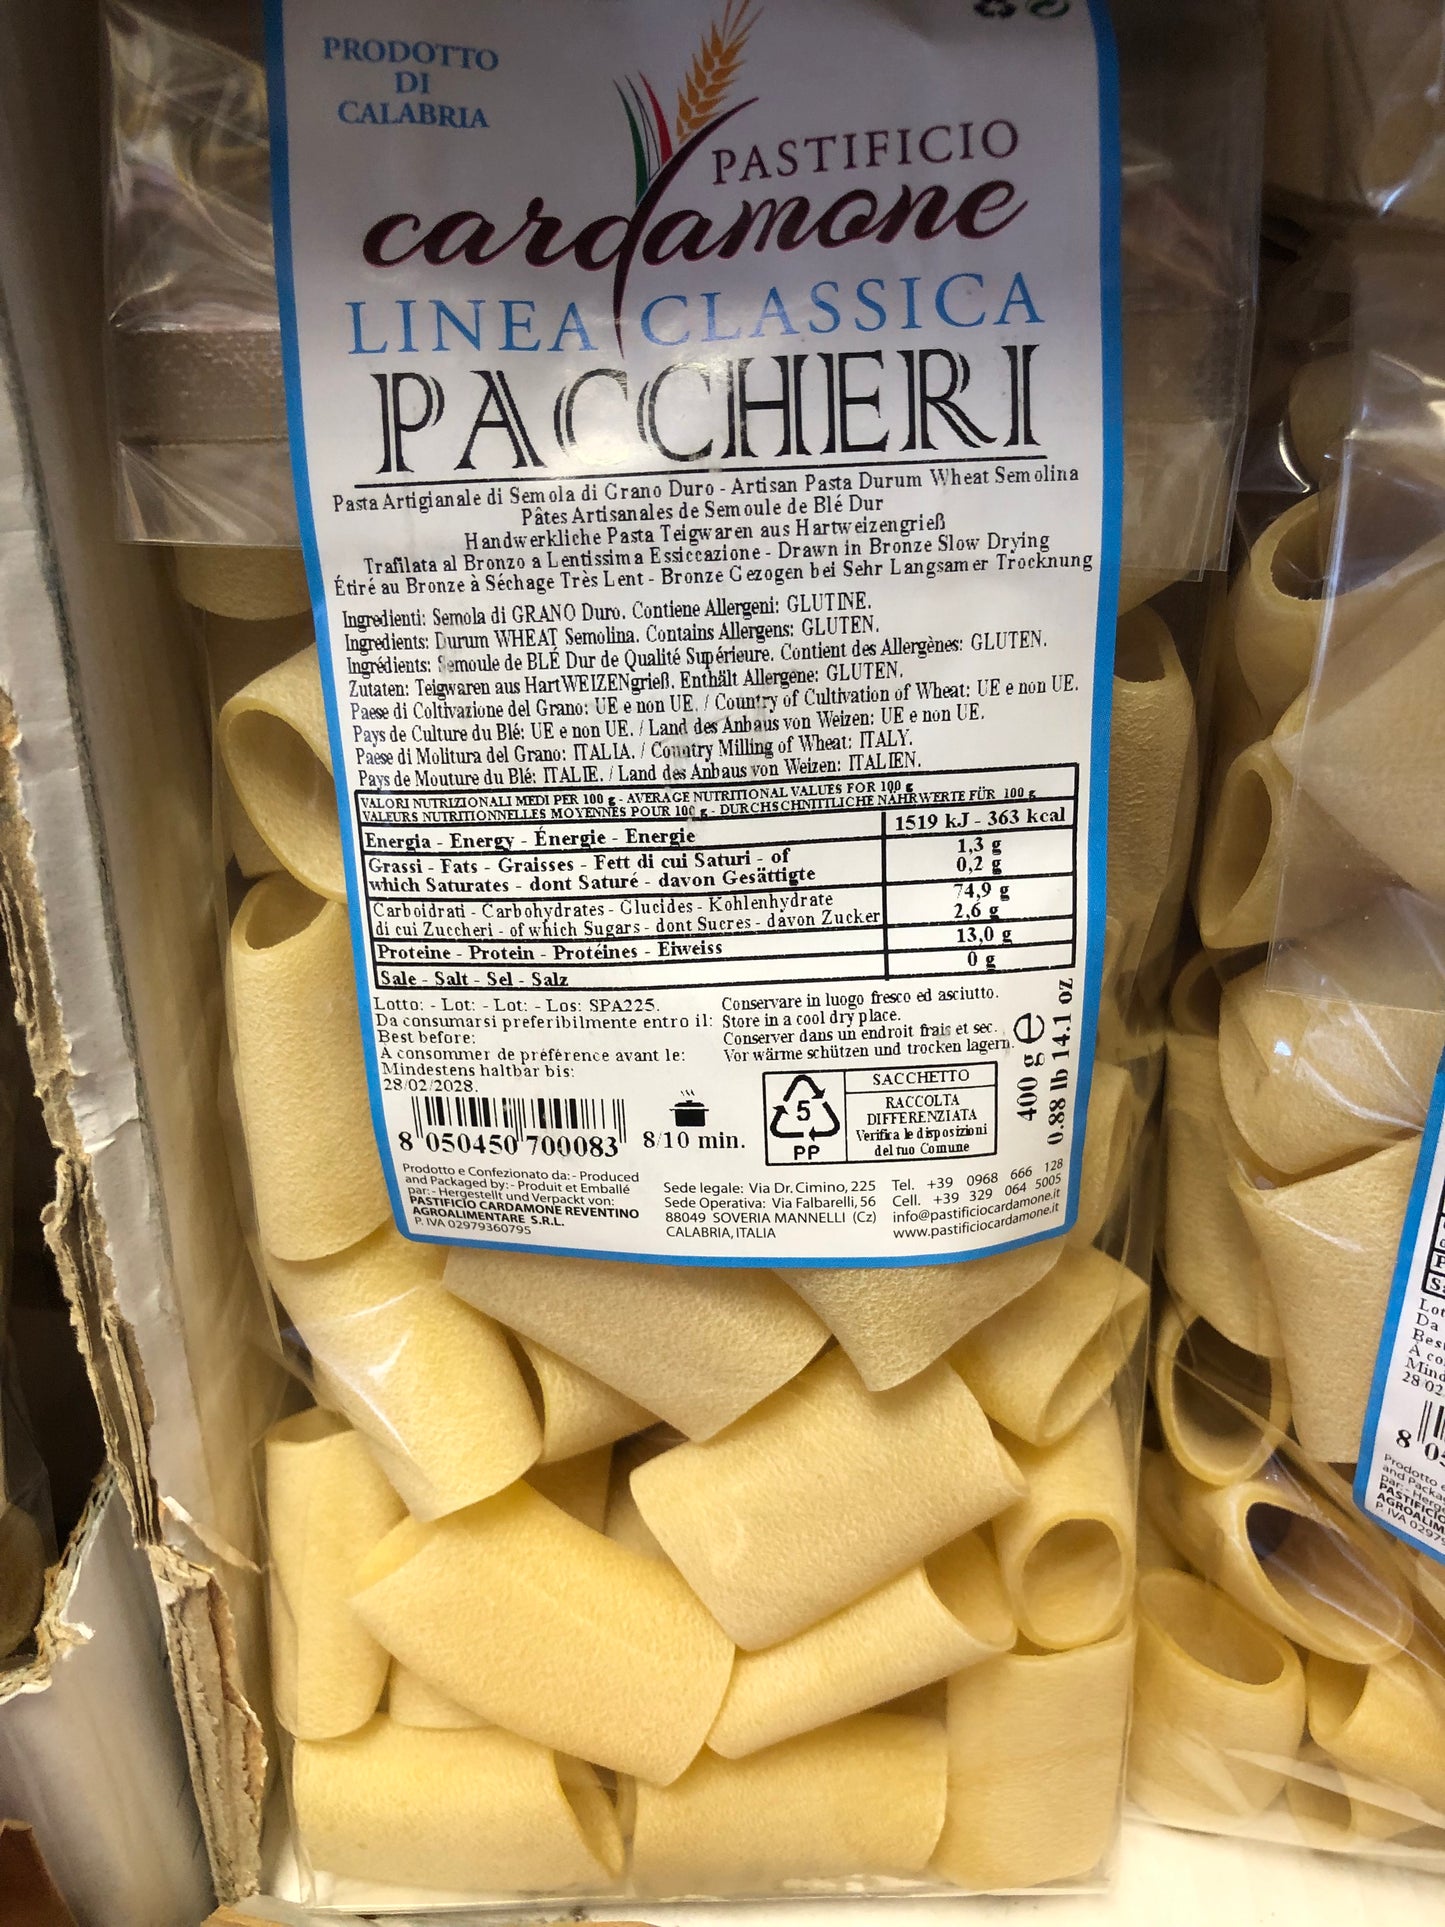 PRODOTTO
DI
CALABRIA
PASTIFICIO
cardamone
LINEA CLASSICA
PACCHERI
Pasta Artigianale di Semola di Grano Duro - Artisan Pasta Durum Wheat Semolina
Pâtes Artisanales de Semoule de Blé Dur
Handwerkliche Pasta Teigwaren aus Hartweizengrieß
Trafilata al Bronzo a Lentissima Essiccazione - Drawn in Bronze Slow Drying
Étiré au Bronze à Séchage Très Lent - Bronze Gezogen bei Sehr Langsamer Trocknung
Ingredienti: Semola di GRANO Duro. Contiene Allergeni: GLUTINE.
Ingredients: Durum WHEAT Semolina. Contains Allergens: GLUTEN.
Ingrédients: Semoule de BLÉ Dur de Qualité Supérieure. Contient des Allergènes: GLUTEN.
Zutaten: Teigwaren aus HartWEIZENgrieß. Enthält Allergene: GLUTEN.
Paese di Coltivazione del Grano: UE e non UE. / Country of Cultivation of Wheat: UE e non UE.
Pays de Culture du Blé: UE e non UE. / Land des Anbaus von Weizen: UE e non UE.
Paese di Molitura del Grano: ITALIA. / Country Milling of Wheat: ITALY.
Pays de Mouture du Blé: ITALIE. / Land des Anbaus von Weizen: ITALIEN.
VALORI NUTRIZIONALI MEDI PER 100 g - AVERAGE NUTRITIONAL VALUES FOR 100 g
VALEURS NUTRITIONNELLES MOYENNES POUR 100 g - DURCHSCHNITTLICHE NÄHRWERTE FÜR 100 g
Energia - Energy - Énergie - Energie 1519 kJ - 363 kcal
Grassi - Fats - Graisses - Fett di cui Saturi - of 1,3 g
which Saturates - dont Saturé - davon Gesättigte 0,2 g
Carboidrati - Carbohydrates - Glucides - Kohlenhydrate 74,9 g
di cui Zuccheri - of which Sugars - dont Sucres - davon Zucker 2,6 g
Proteine - Protein - Protéines - Eiweiss 13,0 g
Sale - Salt - Sel - Salz 0 g
Lotto: - Lot: - Lot: - Los: SPA225.
Da consumarsi preferibilmente entro il:
Best before:
A consommer de préférence avant le:
Mindestens haltbar bis:
28/02/2028.
Conservare in luogo fresco ed asciutto.
Store in a cool dry place.
Conserver dans un endroit frais et sec.
Vor wärme schützen und trocken lagern.
400 g e
0.88 lb 14.1 oz
8 050450 700083
8/10 min.
5
PP
SACCHETTO
RACCOLTA
DIFFERENZIATA
Verifica le disposizioni
del tuo Comune
Prodotto e Confezionato da:- Produced
and Packaged by:- Produit et Emballé
par:- Hergestellt und Verpackt von:
PASTIFICIO CARDAMONE REVENTINO
AGROALIMENTARE S.R.L.
P. IVA 02979360795
Sede legale: Via Dr. Cimino, 225
Sede Operativa: Via Falbarelli, 56
88049 SOVERIA MANNELLI (Cz)
CALABRIA, ITALIA
Tel. +39 0968 666 128
Cell. +39 329 064 5005
info@pastificiocardamone.it
www.pastificiocardamone.it
Lot
Da
Bes
A co
Mind
28/02
8 05
Prodotto e
and Packa
par:- Herge
PASTIFICIO
AGROALIM
P. IVA 0297